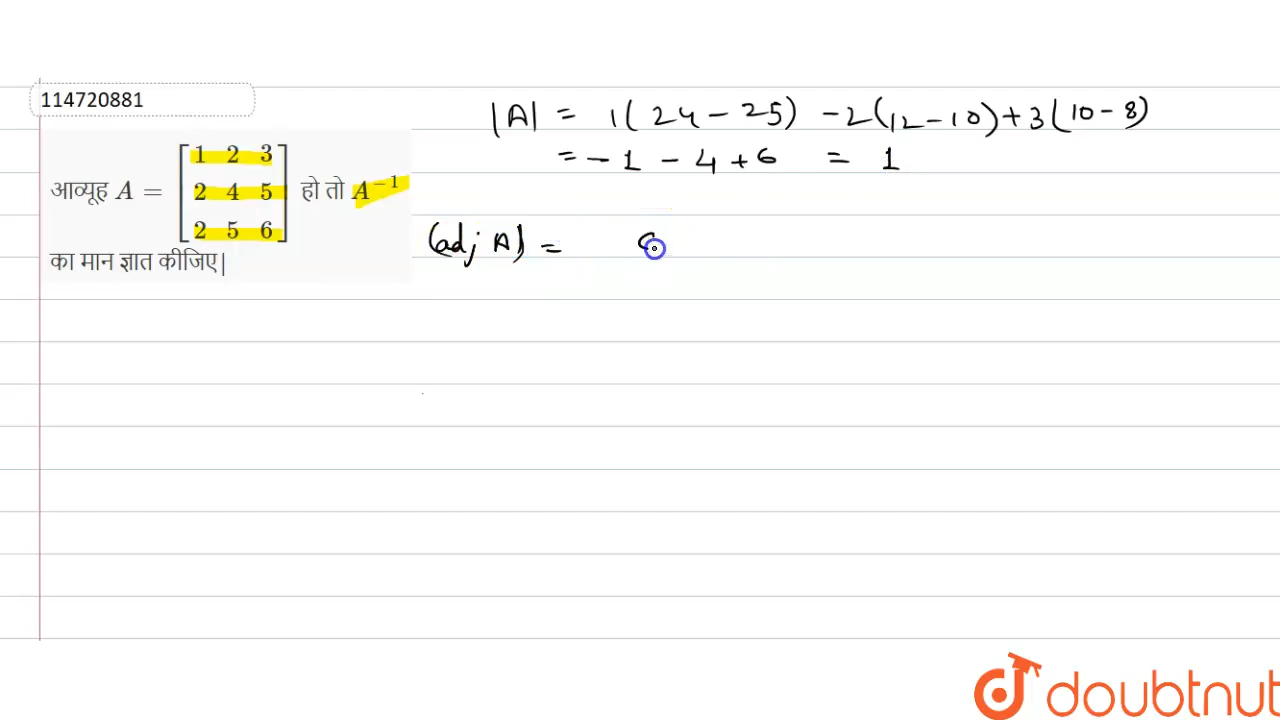 114720881
आव्यूह A = [1 2 3
2 4 5
2 5 6] हो तो A⁻¹
का मान ज्ञात कीजिए|
|A| = 1(24 - 25) - 2(12 - 10) + 3(10 - 8)
= - 1 - 4 + 6 = 1
(adj A) =
doubtnut